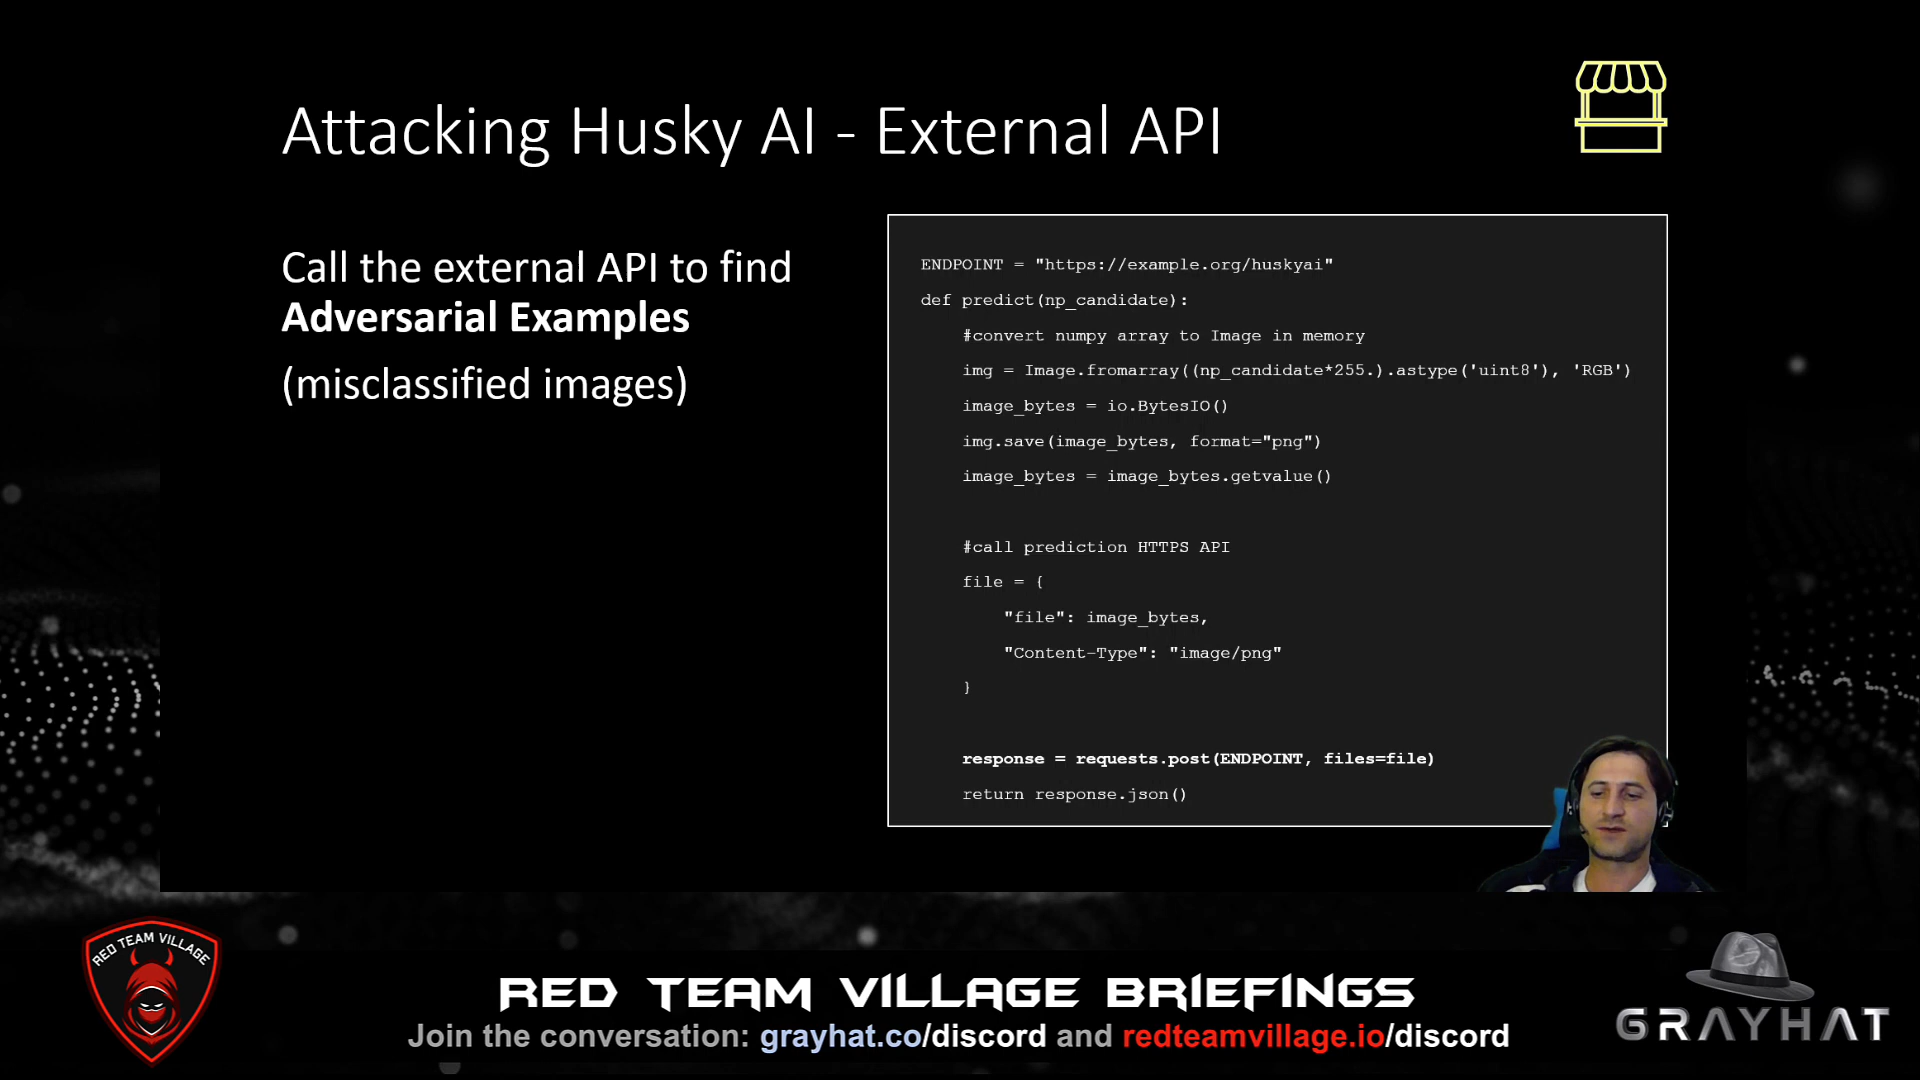 Attacking Husky AI - External API
Call the external API to find
Adversarial Examples
(misclassified images)
ENDPOINT = "https://example.org/huskyai"
def predict(np_candidate):
#convert numpy array to Image in memory
img = Image.fromarray((np_candidate*255.).astype('uint8'), 'RGB')
image_bytes = io.BytesIO()
img.save(image_bytes, format="png")
image_bytes = image_bytes.getvalue()
#call prediction HTTPS API
file = {
"file": image_bytes,
"Content-Type": "image/png"
}
response = requests.post(ENDPOINT, files=file)
return response.json()
RED TEAM VILLAGE
RED TEAM VILLAGE BRIEFINGS
Join the conversation: grayhat.co/discord and redteamvillage.io/discord
GRAYHAT